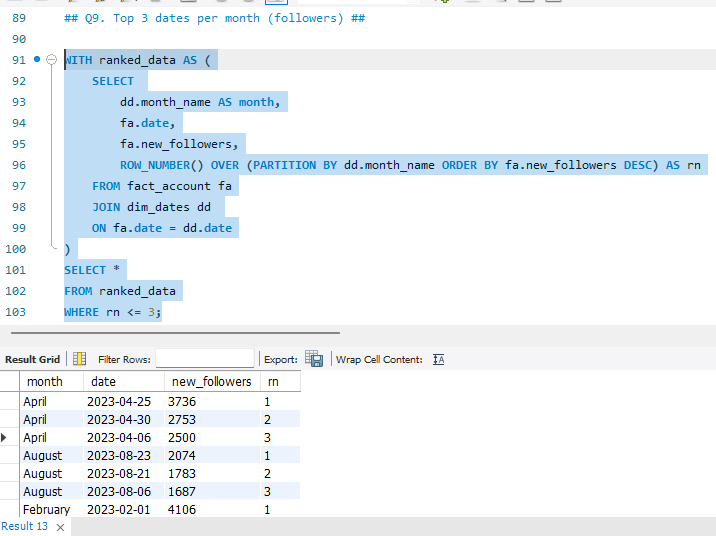 89 ## Q9. Top 3 dates per month (followers) ##
90
91 WITH ranked_data AS (
92 SELECT
93 dd.month_name AS month,
94 fa.date,
95 fa.new_followers,
96 ROW_NUMBER() OVER (PARTITION BY dd.month_name ORDER BY fa.new_followers DESC) AS rn
97 FROM fact_account fa
98 JOIN dim_dates dd
99 ON fa.date = dd.date
100 )
101 SELECT *
102 FROM ranked_data
103 WHERE rn <= 3;
Result Grid Filter Rows: Export: Wrap Cell Content: IA
month date new_followers rn
April 2023-04-25 3736 1
April 2023-04-30 2753 2
April 2023-04-06 2500 3
August 2023-08-23 2074 1
August 2023-08-21 1783 2
August 2023-08-06 1687 3
February 2023-02-01 4106 1
Result 13 ×